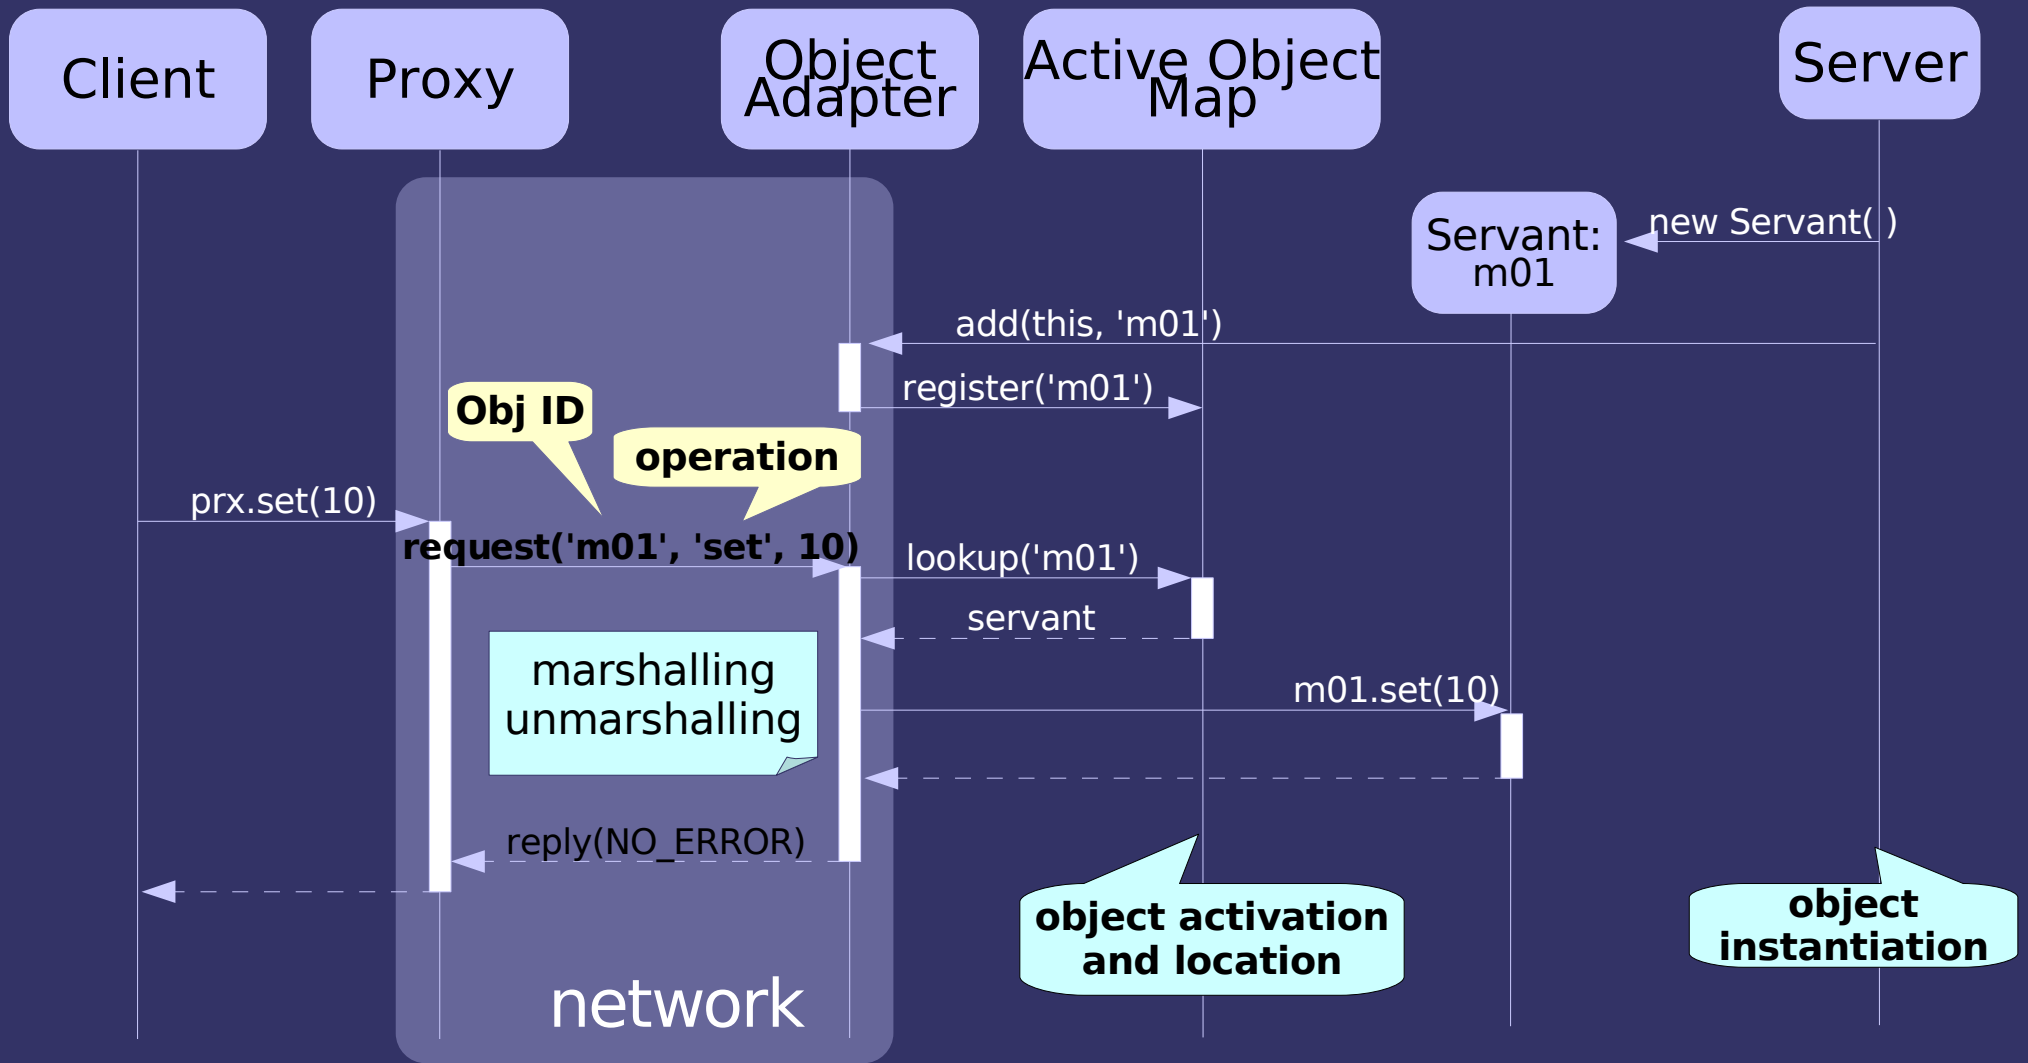 Client
Proxy
Object
Adapter
Active Object
Map
Server
Servant:
m01
new Servant( )
add(this, 'm01')
register('m01')
Obj ID
operation
prx.set(10)
request('m01', 'set', 10)
lookup('m01')
servant
marshalling
unmarshalling
m01.set(10)
reply(NO_ERROR)
object activation
and location
object
instantiation
network